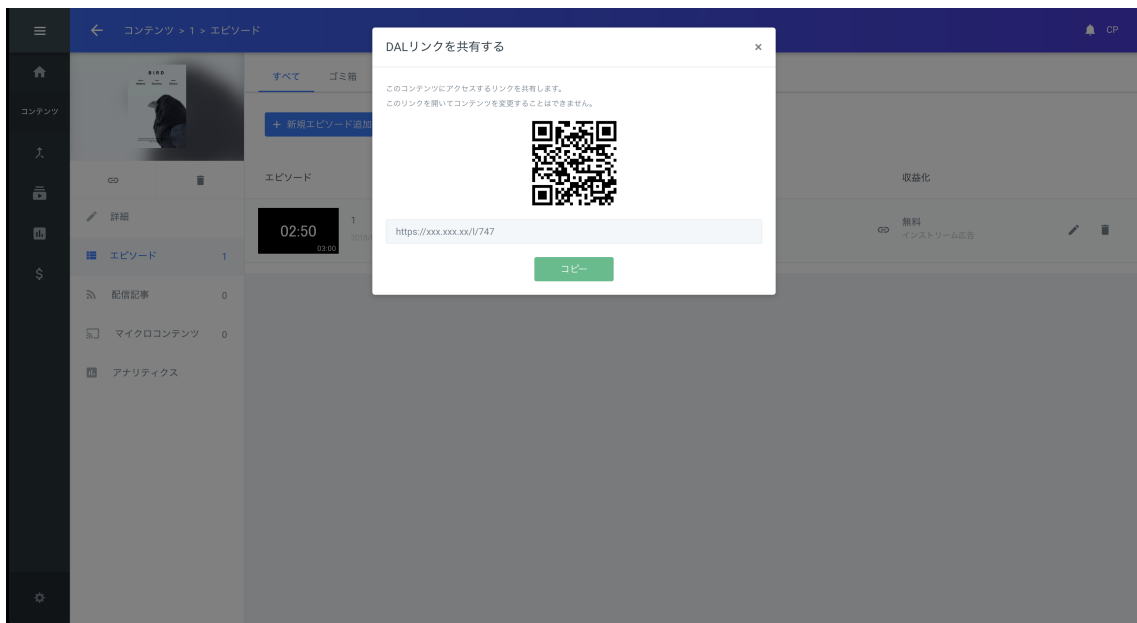 コンテンツ > 1 > エピソード
CP
DALリンクを共有する
×
このコンテンツにアクセスするリンクを共有します。
このリンクを開いてコンテンツを変更することはできません。
https://xxx.xxx.xx/l/747
コピー
コンテンツ
BIRD
すべて
ゴミ箱
+ 新規エピソード追加
エピソード
収益化
詳細
エピソード 1
配信記事 0
マイクロコンテンツ 0
アナリティクス
02:50
03:00
1
無料
インストリーム広告